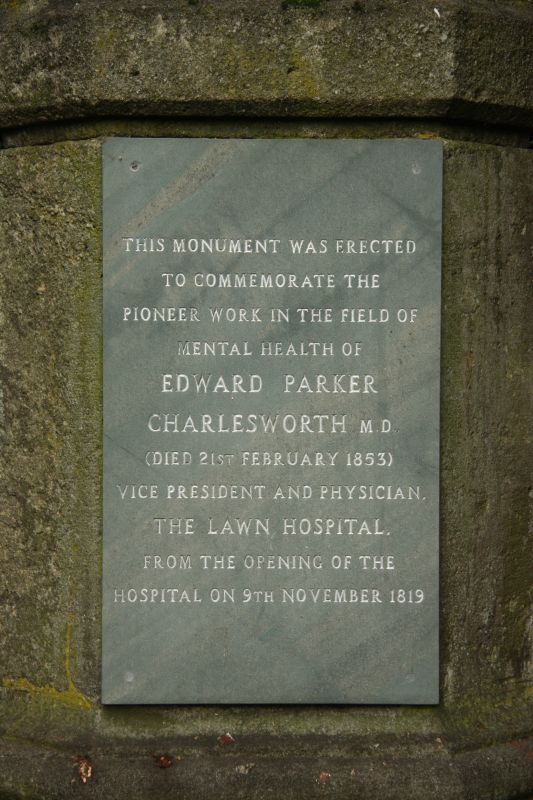 THIS MONUMENT WAS ERECTED
TO COMMEMORATE THE
PIONEER WORK IN THE FIELD OF
MENTAL HEALTH OF
EDWARD PARKER
CHARLESWORTH M.D.
(DIED 21ST FEBRUARY 1853)
VICE PRESIDENT AND PHYSICIAN,
THE LAWN HOSPITAL,
FROM THE OPENING OF THE
HOSPITAL ON 9TH NOVEMBER 1819